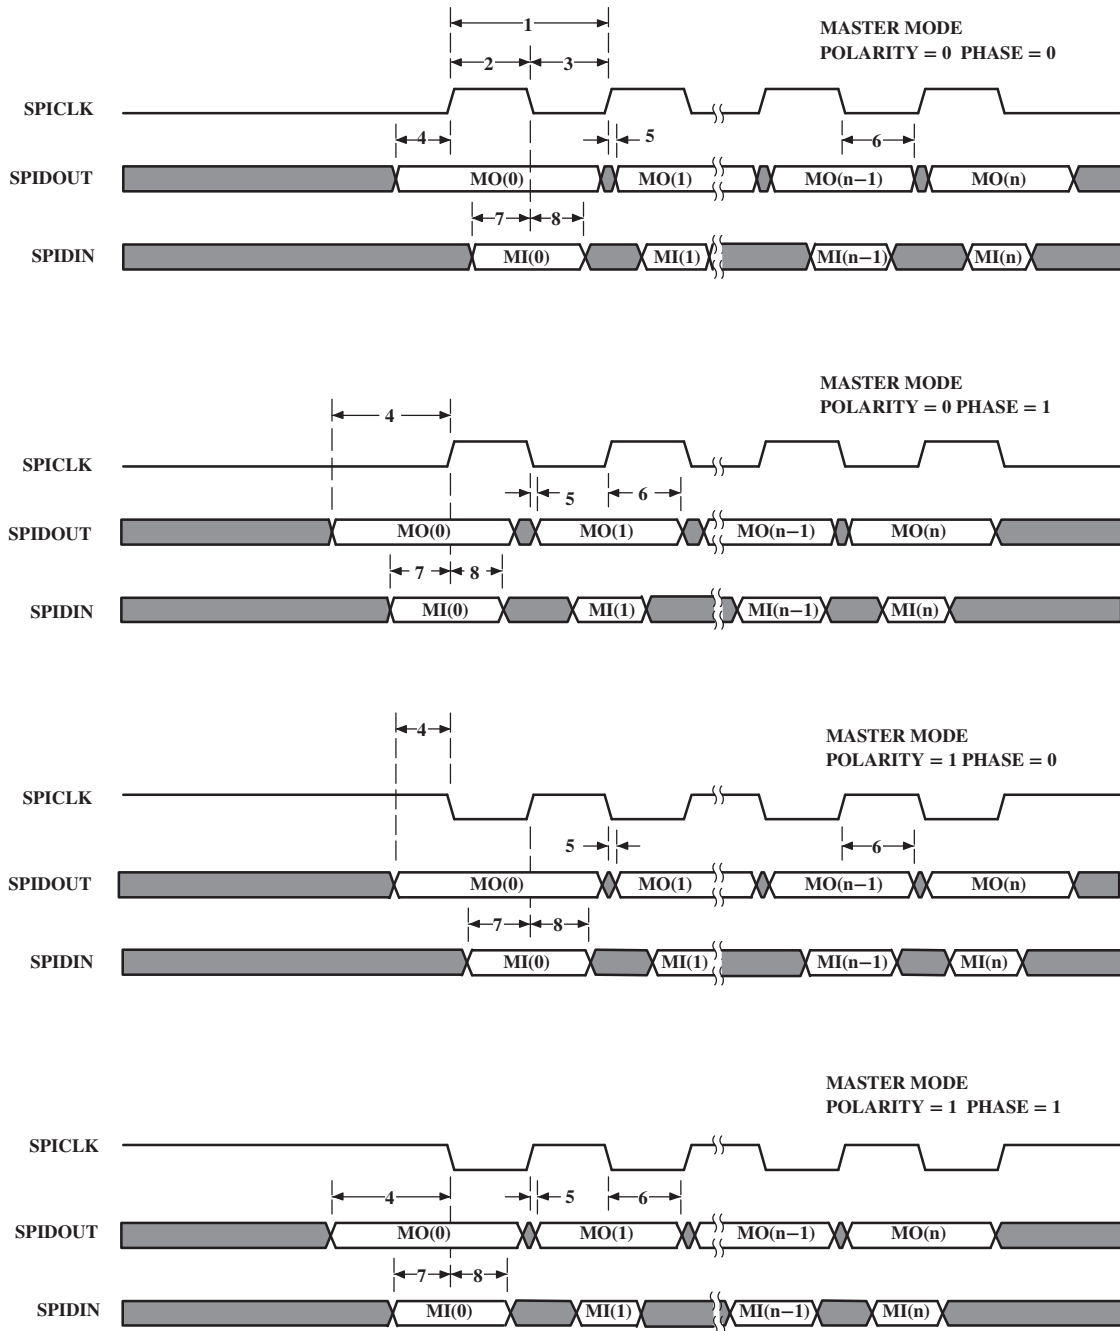 1
MASTER MODE
POLARITY = 0 PHASE = 0
2 3
SPICLK
4 5 6
SPIDOUT MO(0) MO(1) MO(n−1) MO(n)
7 8
SPIDIN MI(0) MI(1) MI(n−1) MI(n)
MASTER MODE
POLARITY = 0 PHASE = 1
4
SPICLK
5 6
SPIDOUT MO(0) MO(1) MO(n−1) MO(n)
7 8
SPIDIN MI(0) MI(1) MI(n−1) MI(n)
4
MASTER MODE
POLARITY = 1 PHASE = 0
SPICLK
5 6
SPIDOUT MO(0) MO(1) MO(n−1) MO(n)
7 8
SPIDIN MI(0) MI(1) MI(n−1) MI(n)
MASTER MODE
POLARITY = 1 PHASE = 1
SPICLK
4 5 6
SPIDOUT MO(0) MO(1) MO(n−1) MO(n)
7 8
SPIDIN MI(0) MI(1) MI(n−1) MI(n)